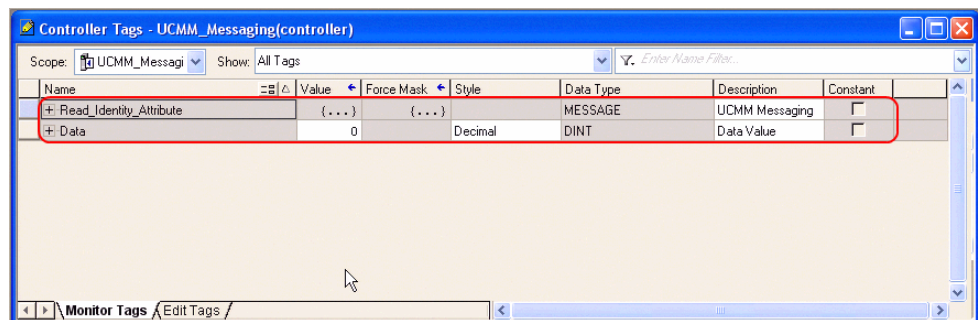 Controller Tags - UCMM_Messaging(controller)
Scope: UCMM_Messagi Show: All Tags Enter Name Filter...
Name Value Force Mask Style Data Type Description Constant
+ Read_Identity_Attribute {...} {...} MESSAGE UCMM Messaging
+ Data 0 Decimal DINT Data Value
Monitor Tags Edit Tags